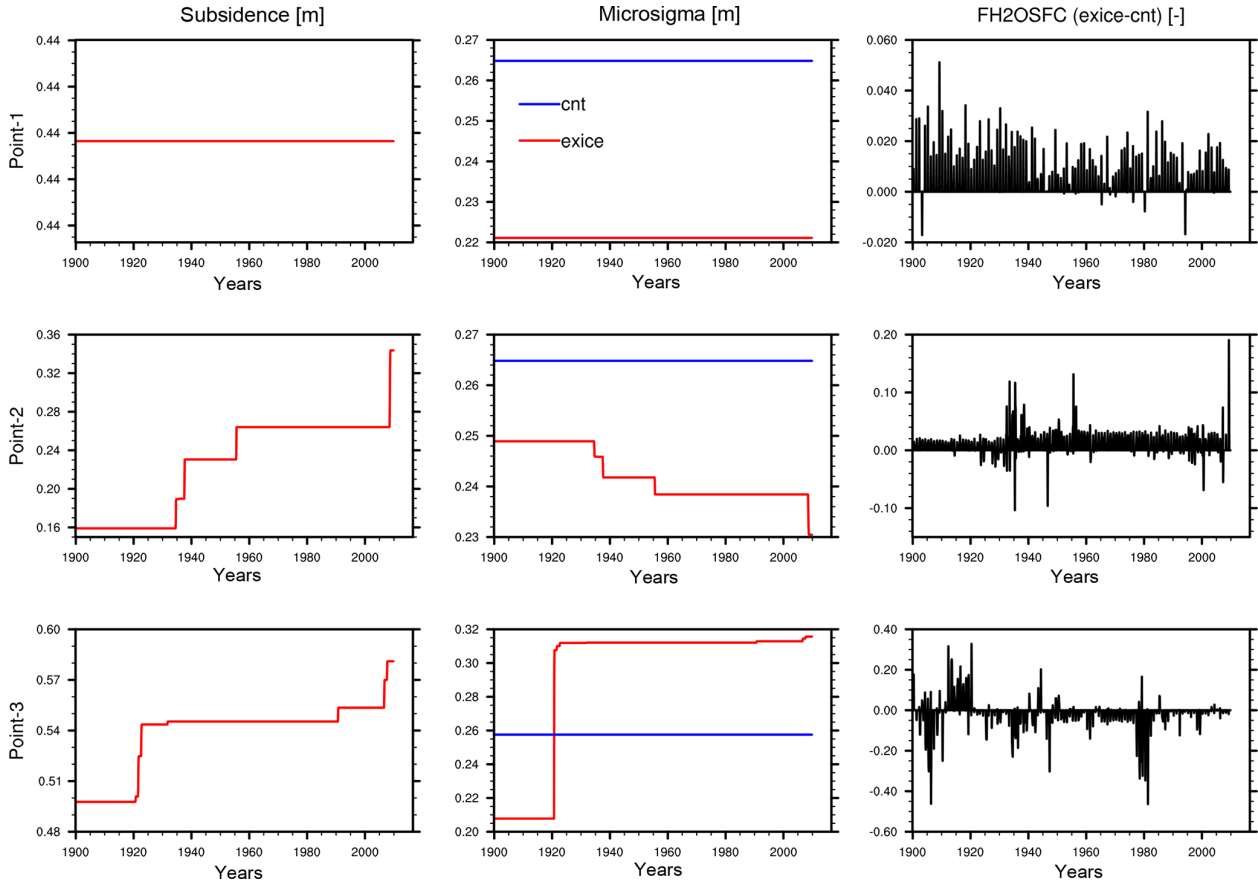 Subsidence [m]
Microsigma [m]
FH2OSFC (exice-cnt) [-]
Point-1
0.44
0.44
0.44
0.44
0.44
1900 1920 1940 1960 1980 2000
Years
0.27
0.26
0.25
0.24
0.23
0.22
cnt
exice
1900 1920 1940 1960 1980 2000
Years
0.060
0.040
0.020
0.000
-0.020
1900 1920 1940 1960 1980 2000
Years
Point-2
0.36
0.32
0.28
0.24
0.19
0.16
1900 1920 1940 1960 1980 2000
Years
0.27
0.26
0.25
0.24
0.23
1900 1920 1940 1960 1980 2000
Years
0.20
0.10
0.00
-0.10
1900 1920 1940 1960 1980 2000
Years
Point-3
0.60
0.57
0.54
0.51
0.48
1900 1920 1940 1960 1980 2000
Years
0.32
0.30
0.28
0.26
0.24
0.22
0.20
1900 1920 1940 1960 1980 2000
Years
0.40
0.20
0.00
-0.20
-0.40
-0.60
1900 1920 1940 1960 1980 2000
Years